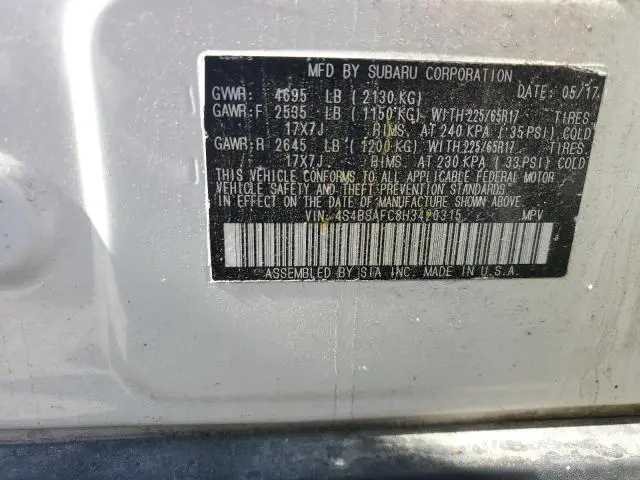 MFD BY SUBARU CORPORATION
DATE: 05/17
GVWR: 4695 LB ( 2130 KG)
GAWR:F 2535 LB ( 1150 KG) WITH 225/65R17 TIRES,
17X7J RIMS, AT 240 KPA ( 35 PSI) COLD
GAWR:R 2645 LB ( 1200 KG) WITH 225/65R17 TIRES,
17X7J RIMS, AT 230 KPA ( 33 PSI) COLD
THIS VEHICLE CONFORMS TO ALL APPLICABLE FEDERAL MOTOR
VEHICLE SAFETY AND THEFT PREVENTION STANDARDS IN EFFECT
ON THE DATE OF MANUFACTURE SHOWN ABOVE.
VIN- 4S4BSAFC8H3420315 MPV
ASSEMBLED BY SIA INC. MADE IN U.S.A.